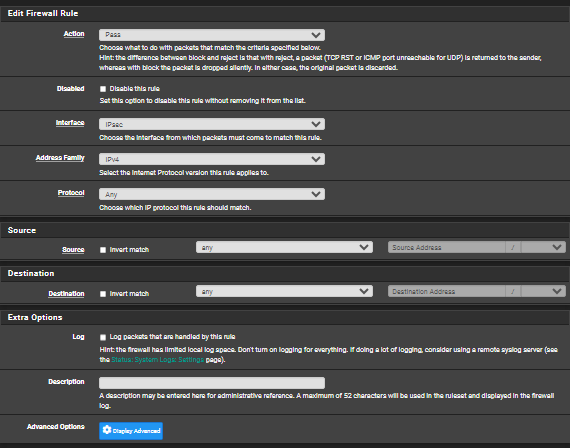 Edit Firewall Rule
Action
Pass
Choose what to do with packets that match the criteria specified below.
Hint: the difference between block and reject is that with reject, a packet (TCP RST or ICMP port unreachable for UDP) is returned to the sender,
whereas with block the packet is dropped silently. In either case, the original packet is discarded.
Disabled
Disable this rule
Set this option to disable this rule without removing it from the list.
Interface
IPsec
Choose the interface from which packets must come to match this rule.
Address Family
IPv4
Select the Internet Protocol version this rule applies to.
Protocol
Any
Choose which IP protocol this rule should match.
Source
Source
Invert match
any
Source Address
/
Destination
Destination
Invert match
any
Destination Address
/
Extra Options
Log
Log packets that are handled by this rule
Hint: the firewall has limited local log space. Don't turn on logging for everything. If doing a lot of logging, consider using a remote syslog server (see
the Status: System Logs: Settings page).
Description
A description may be entered here for administrative reference. A maximum of 52 characters will be used in the ruleset and displayed in the firewall
log.
Advanced Options
Display Advanced